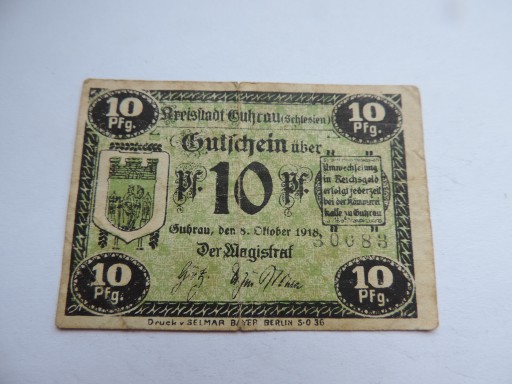 10 Pfg.
10 Pfg.
Kreisstadt Guhrau (Schlesien)
Gutschein über
Pf. 10 Pf.
Umwechselung
in Reichsgeld
erfolgt jederzeit
bei der Kämmerei
kasse zu Guhrau
Guhrau, den 8. Oktober 1918.
30083
Der Magistrat
10 Pfg.
10 Pfg.
Druck v. SELMAR BAYER BERLIN S·O 36